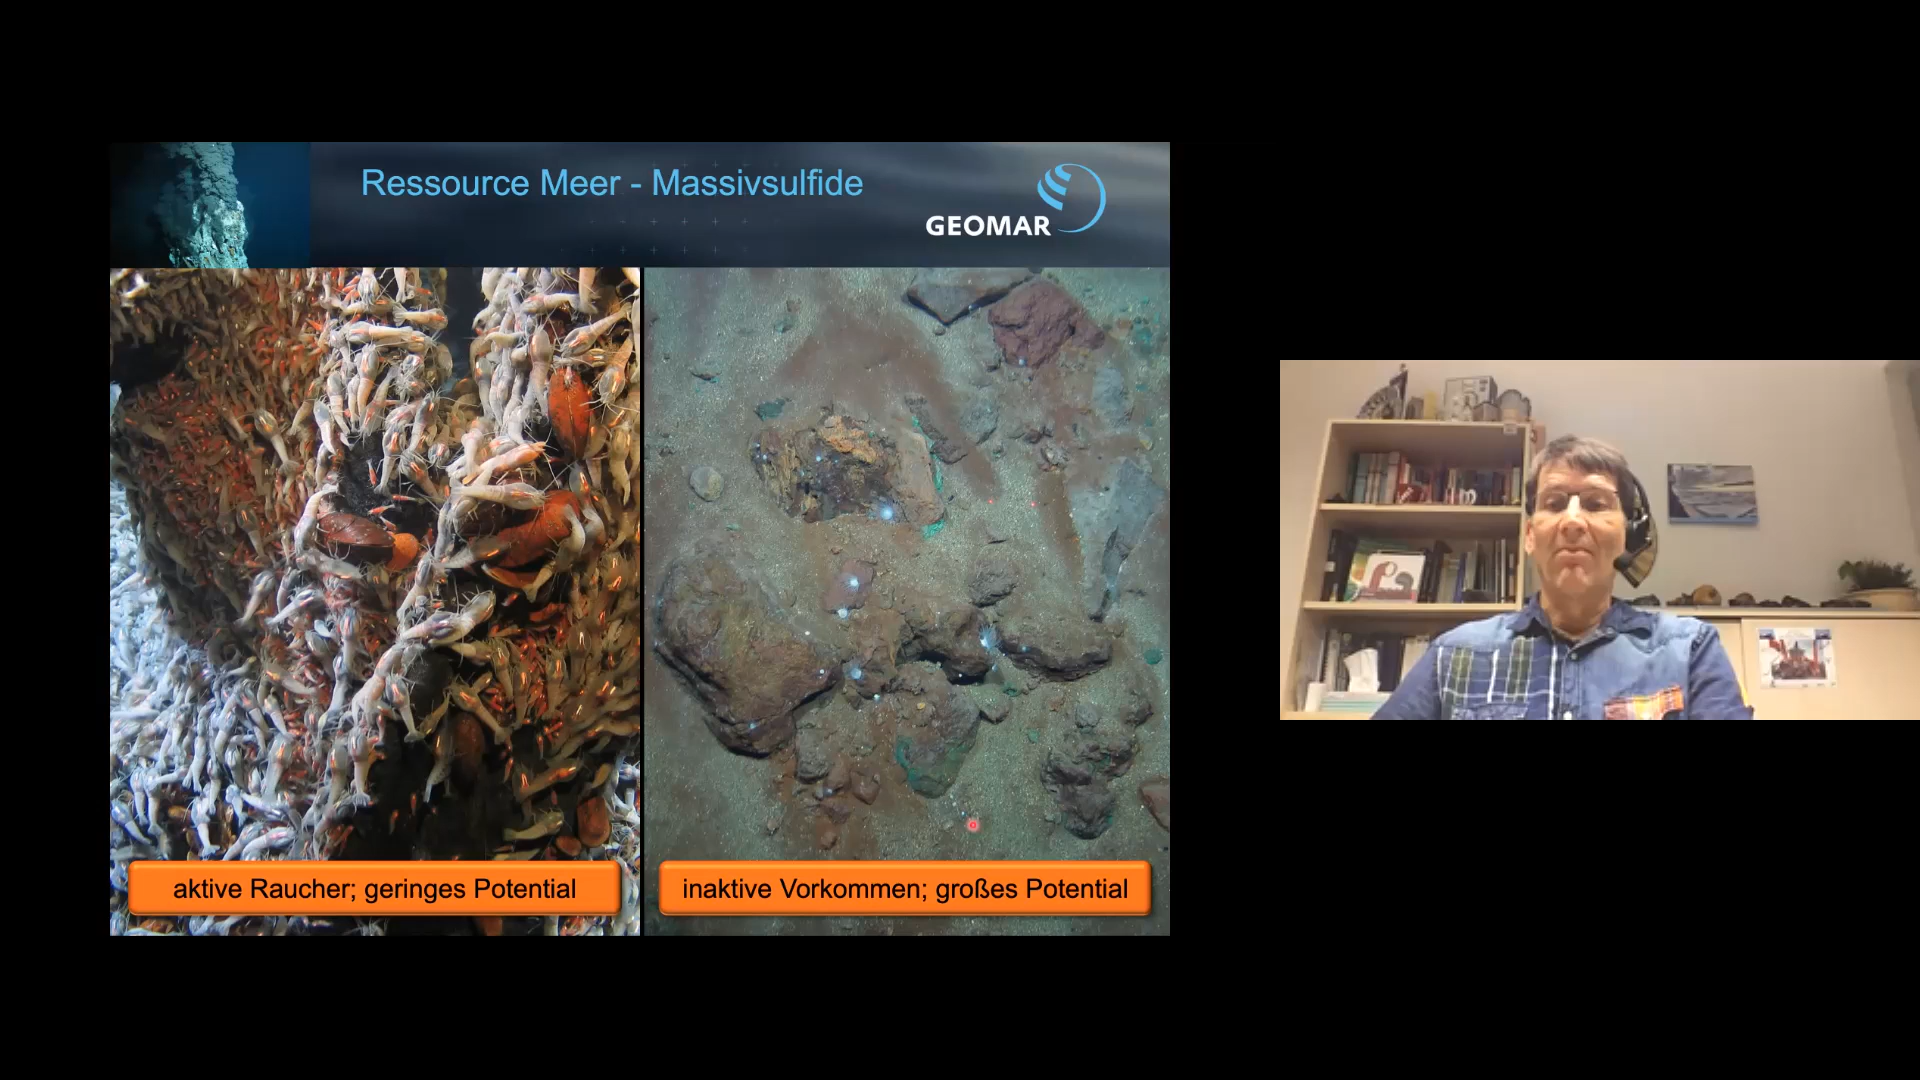 Ressource Meer - Massivsulfide
GEOMAR
aktive Raucher; geringes Potential
inaktive Vorkommen; großes Potential